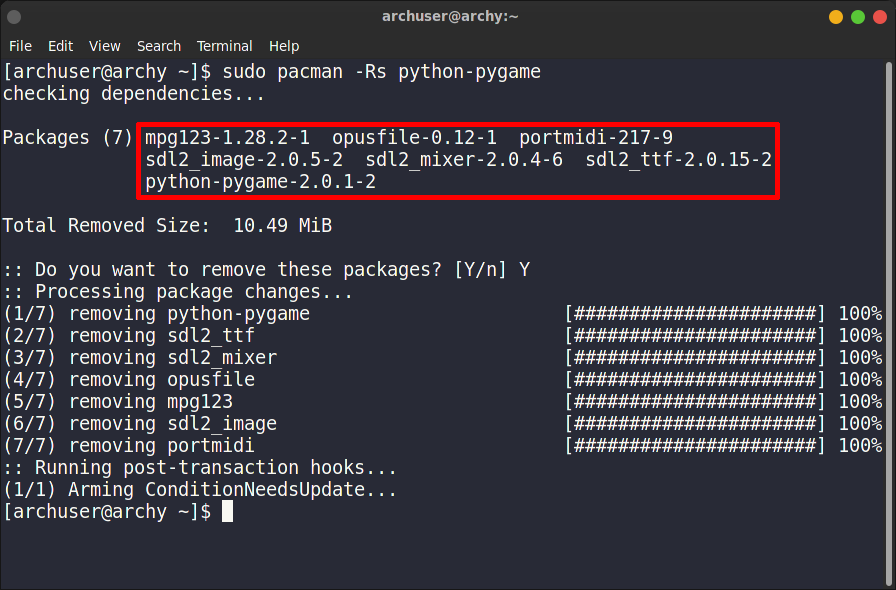 archuser@archy:~
File Edit View Search Terminal Help
[archuser@archy ~]$ sudo pacman -Rs python-pygame
checking dependencies...
Packages (7) mpg123-1.28.2-1  opusfile-0.12-1  portmidi-217-9
sdl2_image-2.0.5-2  sdl2_mixer-2.0.4-6  sdl2_ttf-2.0.15-2
python-pygame-2.0.1-2
Total Removed Size:  10.49 MiB
:: Do you want to remove these packages? [Y/n] Y
:: Processing package changes...
(1/7) removing python-pygame [######################] 100%
(2/7) removing sdl2_ttf [######################] 100%
(3/7) removing sdl2_mixer [######################] 100%
(4/7) removing opusfile [######################] 100%
(5/7) removing mpg123 [######################] 100%
(6/7) removing sdl2_image [######################] 100%
(7/7) removing portmidi [######################] 100%
:: Running post-transaction hooks...
(1/1) Arming ConditionNeedsUpdate...
[archuser@archy ~]$